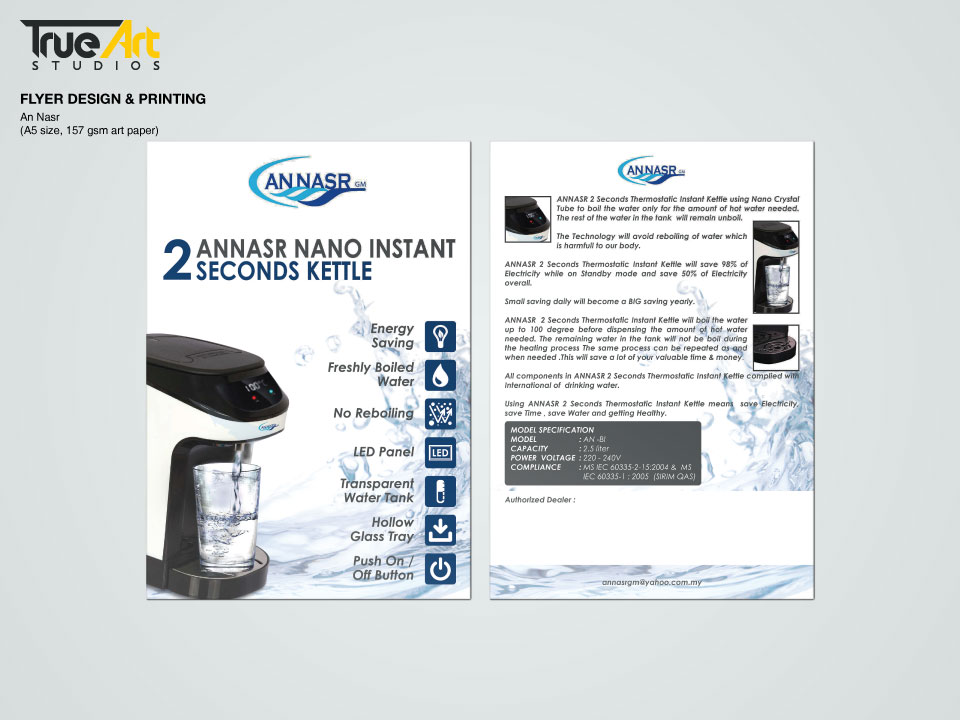 TrueArt
STUDIOS
FLYER DESIGN & PRINTING
An Nasr
(A5 size, 157 gsm art paper)
AN NASR GM
2 ANNASR NANO INSTANT
SECONDS KETTLE
Energy
Saving
Freshly Boiled
Water
No Reboiling
LED Panel
LED
Transparent
Water Tank
Hollow
Glass Tray
Push On /
Off Button
100
ANNASR
AN NASR GM
ANNASR 2 Seconds Thermostatic Instant Kettle using Nano Crystal
Tube to boil the water only for the amount of hot water needed.
The rest of the water in the tank will remain unboil.
The Technology will avoid reboiling of water which
is harmfull to our body.
ANNASR 2 Seconds Thermostatic Instant Kettle will save 98% of
Electricity while on Standby mode and save 50% of Electricity
overall.
Small saving daily will become a BIG saving yearly.
ANNASR 2 Seconds Thermostatic Instant Kettle will boil the water
up to 100 degree before dispensing the amount of hot water
needed. The remaining water in the tank will not be boil during
the heating process The same process can be repeated as and
when needed .This will save a lot of your valuable time & money.
All components in ANNASR 2 Seconds Thermostatic Instant Kettle complied with
International of drinking water.
Using ANNASR 2 Seconds Thermostatic Instant Kettle means save Electricity,
save Time , save Water and getting Healthy.
MODEL SPECIFICATION
MODEL : AN -BI
CAPACITY : 2.5 liter
POWER VOLTAGE : 220 - 240V
COMPLIANCE : MS IEC 60335-2-15:2004 & MS
IEC 60335-1 : 2005 (SIRIM QAS)
Authorized Dealer :
annasrgm@yahoo.com.my